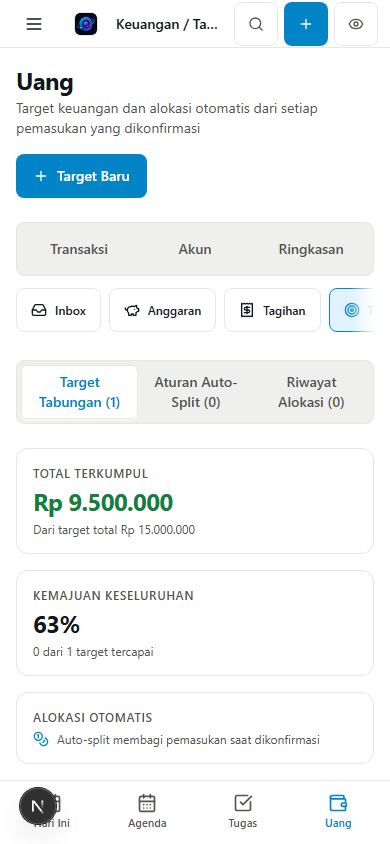 Keuangan / Ta...
Uang
Target keuangan dan alokasi otomatis dari setiap
pemasukan yang dikonfirmasi
+ Target Baru
Transaksi
Akun
Ringkasan
Inbox
Anggaran
Tagihan
Target
Tabungan (1)
Aturan Auto-
Split (0)
Riwayat
Alokasi (0)
TOTAL TERKUMPUL
Rp 9.500.000
Dari target total Rp 15.000.000
KEMAJUAN KESELURUHAN
63%
0 dari 1 target tercapai
ALOKASI OTOMATIS
Auto-split membagi pemasukan saat dikonfirmasi
N
Hari Ini
Agenda
Tugas
Uang